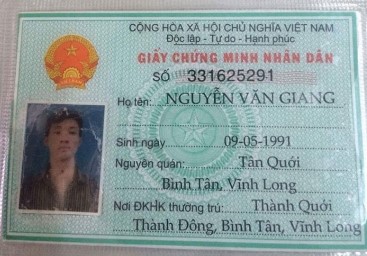 CỘNG HÒA XÃ HỘI CHỦ NGHĨA VIỆT NAM
Độc lập - Tự do - Hạnh phúc
GIẤY CHỨNG MINH NHÂN DÂN
SỐ 331625291
Họ tên: NGUYỄN VĂN GIANG
Sinh ngày 09-05-1991
Nguyên quán: Tân Quới
Bình Tân, Vĩnh Long
Nơi ĐKHK thường trú: Thành Quới
Thành Đông, Bình Tân, Vĩnh Long